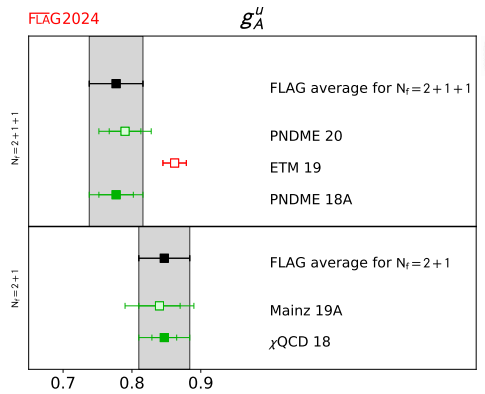 FLAG2024
g_A^u
N_f = 2 + 1 + 1
FLAG average for N_f = 2 + 1 + 1
PNDME 20
ETM 19
PNDME 18A
N_f = 2 + 1
FLAG average for N_f = 2 + 1
Mainz 19A
χQCD 18
0.7 0.8 0.9